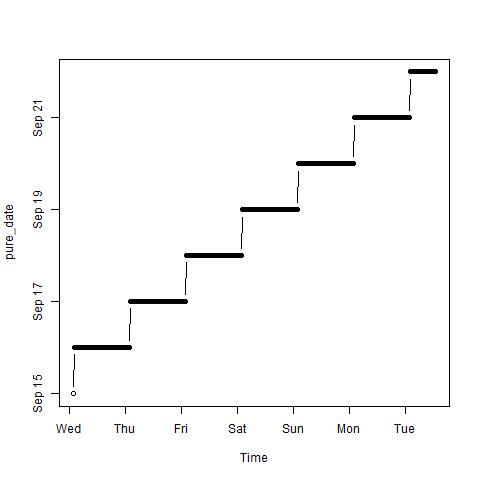 Sep 21
Sep 19
Sep 17
Sep 15
pure_date
Wed Thu Fri Sat Sun Mon Tue
Time